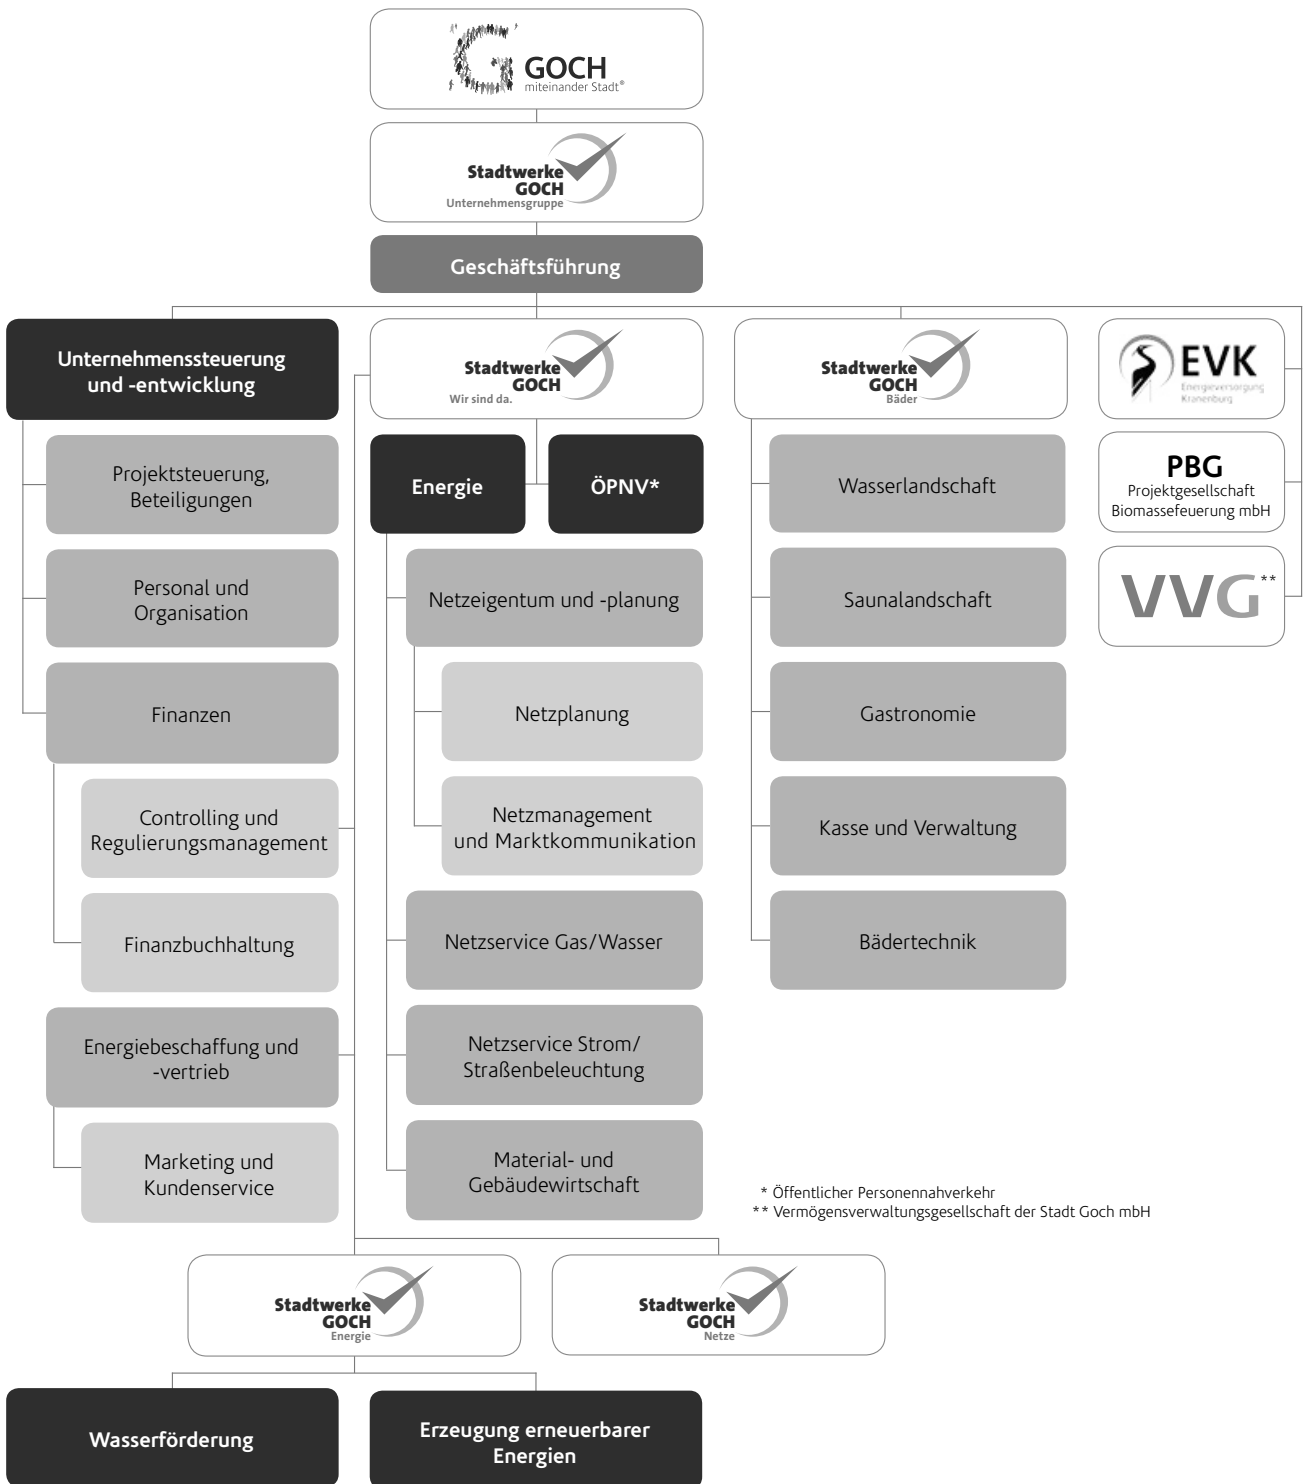 GOCH
miteinander Stadt®
Stadtwerke
GOCH
Unternehmensgruppe
Geschäftsführung
Unternehmenssteuerung
und -entwicklung
Projektsteuerung,
Beteiligungen
Personal und
Organisation
Finanzen
Controlling und
Regulierungsmanagement
Finanzbuchhaltung
Energiebeschaffung und
-vertrieb
Marketing und
Kundenservice
Stadtwerke
GOCH
Wir sind da.
Energie
ÖPNV*
Netzeigentum und -planung
Netzplanung
Netzmanagement
und Marktkommunikation
Netzservice Gas/Wasser
Netzservice Strom/
Straßenbeleuchtung
Material- und
Gebäudewirtschaft
Stadtwerke
GOCH
Bäder
Wasserlandschaft
Saunalandschaft
Gastronomie
Kasse und Verwaltung
Bädertechnik
EVK
Energieversorgung
Kranenburg
PBG
Projektgesellschaft
Biomassefeuerung mbH
VVG**
* Öffentlicher Personennahverkehr
** Vermögensverwaltungsgesellschaft der Stadt Goch mbH
Stadtwerke
GOCH
Energie
Stadtwerke
GOCH
Netze
Wasserförderung
Erzeugung erneuerbarer
Energien